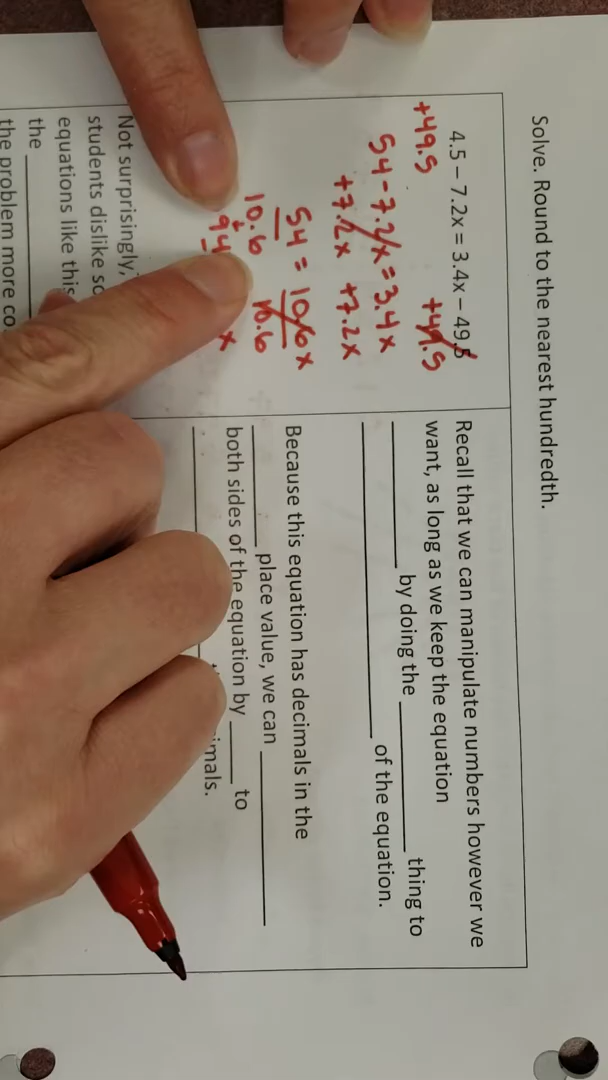 Solve. Round to the nearest hundredth.
4.5 – 7.2x = 3.4x – 49.5
+49.5 +49.5
54 - 7.2x = 3.4x
+7.2x +7.2x
54 = 10.6x
10.6 10.6
x
Not surprisingly,
students dislike
equations like this
the
the problem more
Recall that we can manipulate numbers however we
want, as long as we keep the equation
by doing the thing to
of the equation.
Because this equation has decimals in the
place value, we can
both sides of the equation by to